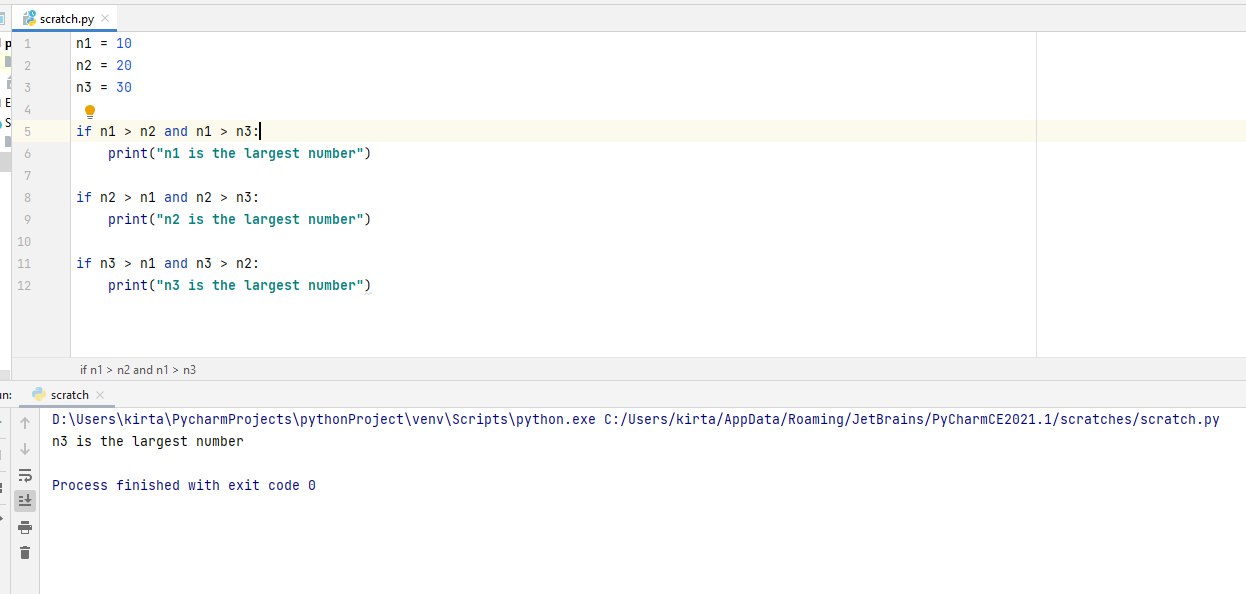 scratch.py
1 n1 = 10
2 n2 = 20
3 n3 = 30
4
5 if n1 > n2 and n1 > n3:
6     print("n1 is the largest number")
7
8 if n2 > n1 and n2 > n3:
9     print("n2 is the largest number")
10
11 if n3 > n1 and n3 > n2:
12     print("n3 is the largest number")
if n1 > n2 and n1 > n3
scratch
D:\Users\kirta\PycharmProjects\pythonProject\venv\Scripts\python.exe C:/Users/kirta/AppData/Roaming/JetBrains/PyCharmCE2021.1/scratches/scratch.py
n3 is the largest number
Process finished with exit code 0